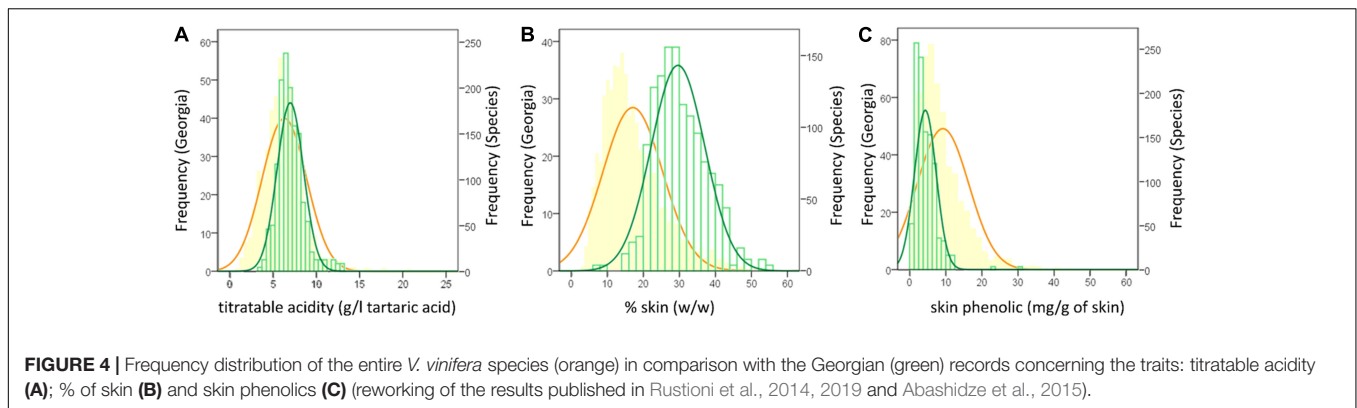 A
Frequency (Georgia)
60
50
40
30
20
10
0
250
200
150
100
50
0
Frequency (Species)
0 5 10 15 20 25
titratable acidity (g/l tartaric acid)
B
Frequency (Georgia)
40
30
20
10
0
150
100
50
0
Frequency (Species)
0 10 20 30 40 50 60
% skin (w/w)
C
Frequency (Georgia)
80
60
40
20
0
250
200
150
100
50
0
Frequency (Species)
0 10 20 30 40 50 60
skin phenolic (mg/g of skin)
FIGURE 4 | Frequency distribution of the entire V. vinifera species (orange) in comparison with the Georgian (green) records concerning the traits: titratable acidity
(A); % of skin (B) and skin phenolics (C) (reworking of the results published in Rustioni et al., 2014, 2019 and Abashidze et al., 2015).